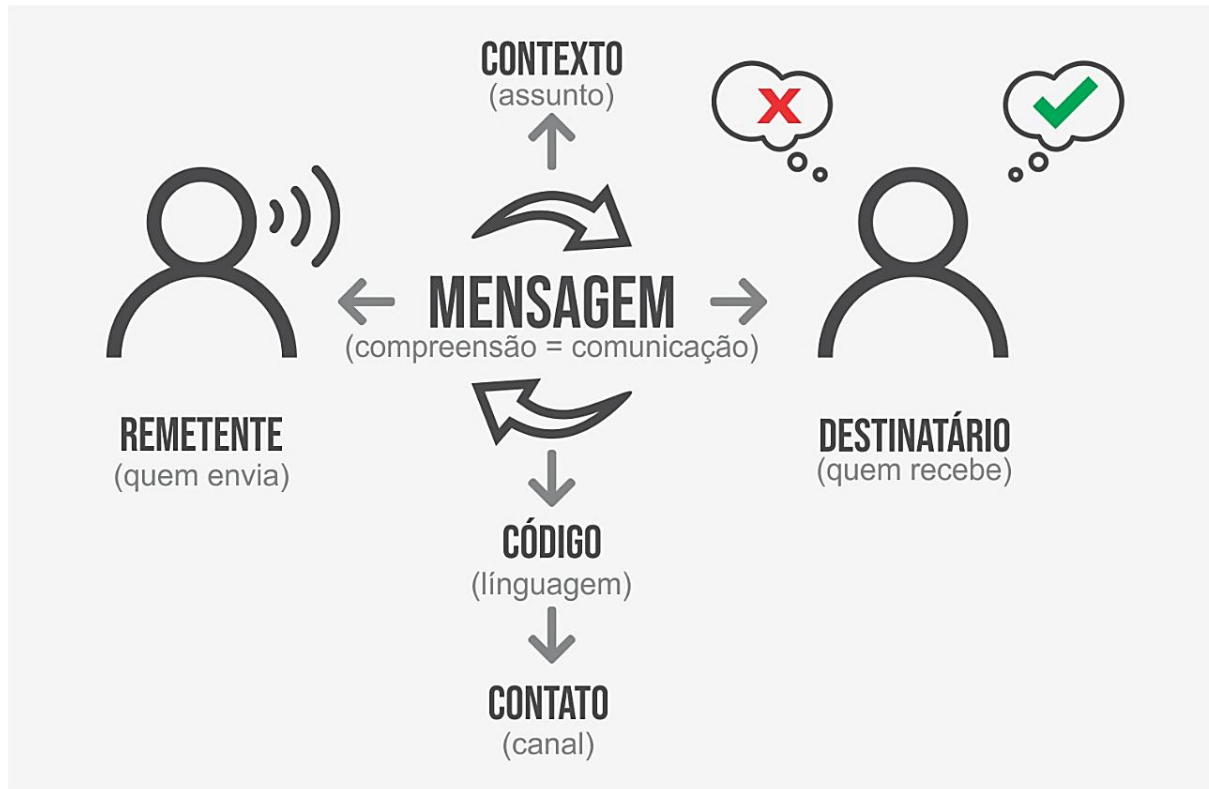 CONTEXTO
(assunto)
MENSAGEM
(compreensão = comunicação)
REMETENTE
(quem envia)
DESTINATÁRIO
(quem recebe)
CÓDIGO
(línguagem)
CONTATO
(canal)